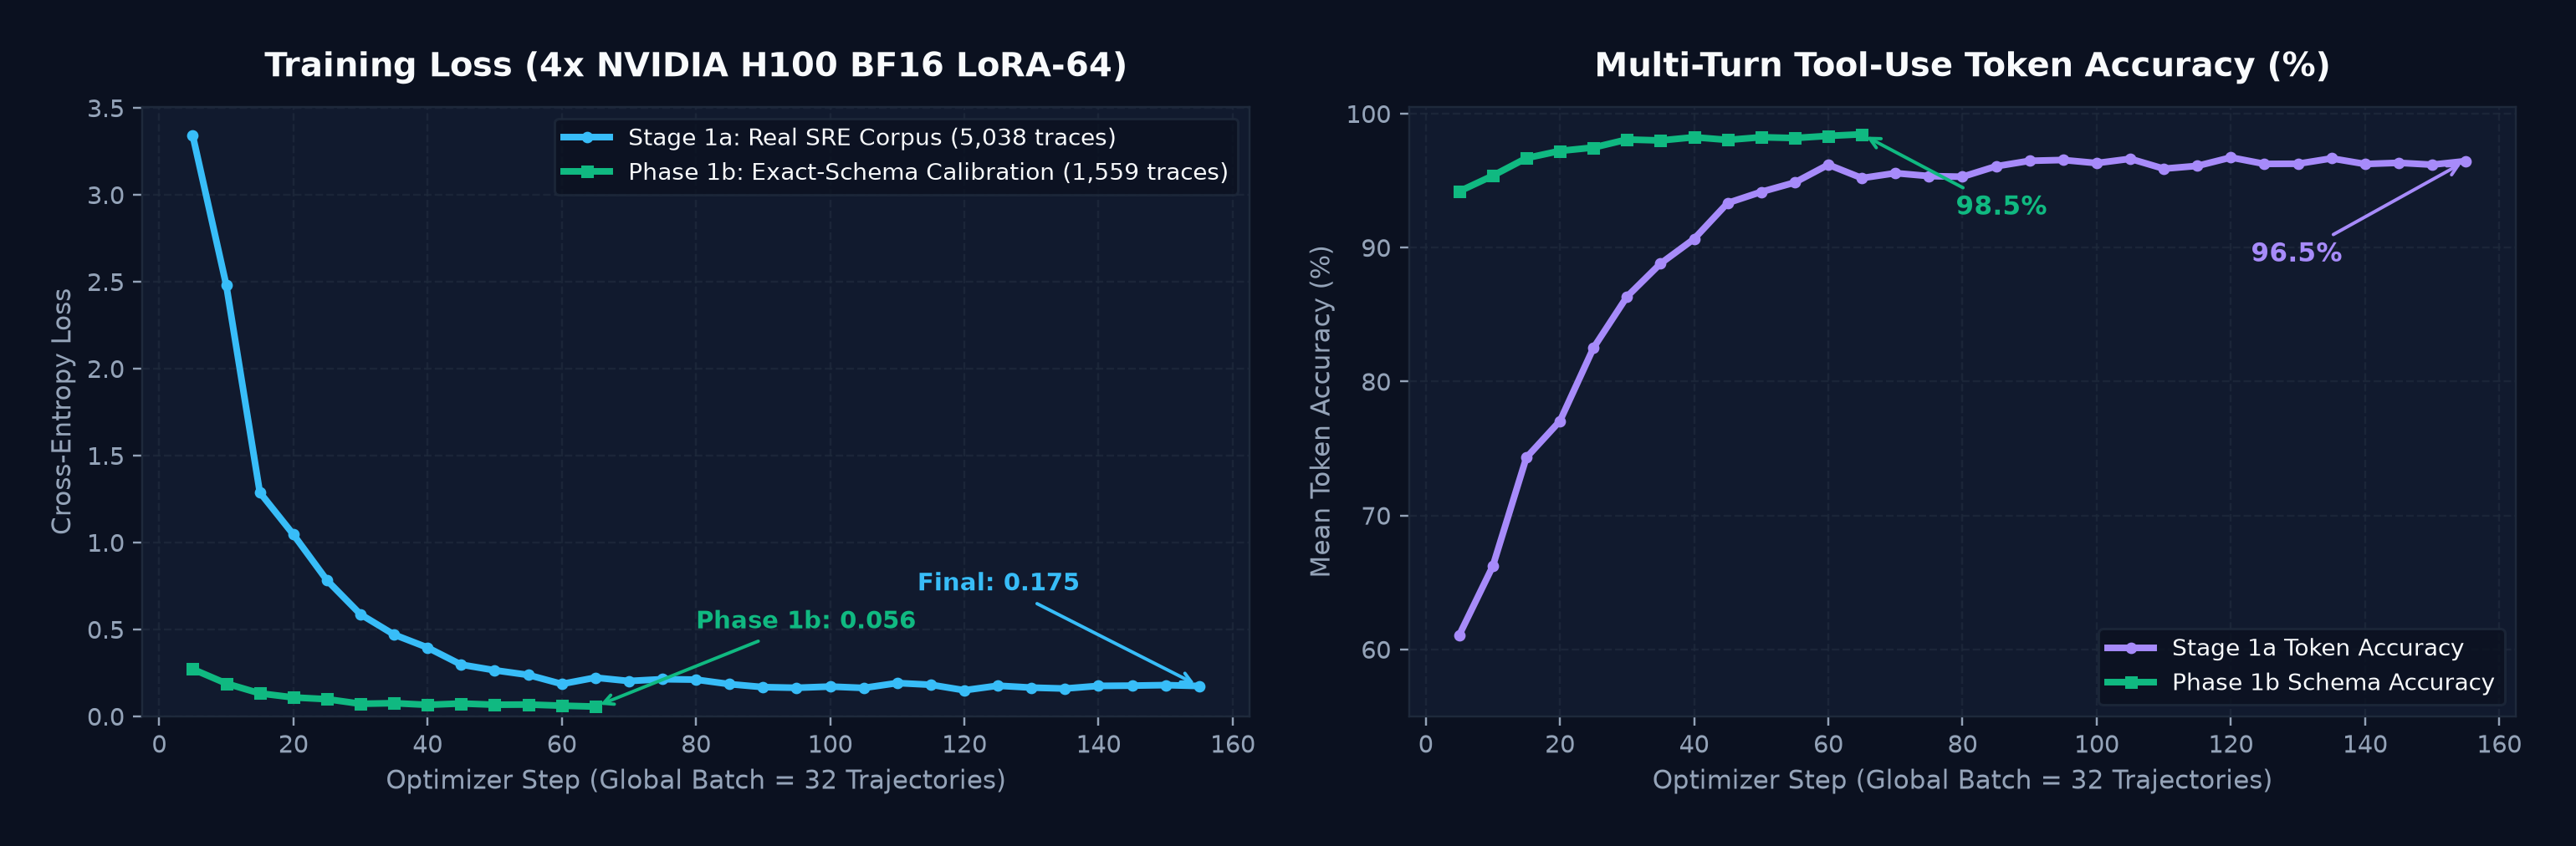 Training Loss (4x NVIDIA H100 BF16 LoRA-64)
Cross-Entropy Loss
3.5
3.0
2.5
2.0
1.5
1.0
0.5
0.0
Stage 1a: Real SRE Corpus (5,038 traces)
Phase 1b: Exact-Schema Calibration (1,559 traces)
Final: 0.175
Phase 1b: 0.056
0 20 40 60 80 100 120 140 160
Optimizer Step (Global Batch = 32 Trajectories)
Multi-Turn Tool-Use Token Accuracy (%)
Mean Token Accuracy (%)
100
90
80
70
60
98.5%
96.5%
Stage 1a Token Accuracy
Phase 1b Schema Accuracy
0 20 40 60 80 100 120 140 160
Optimizer Step (Global Batch = 32 Trajectories)